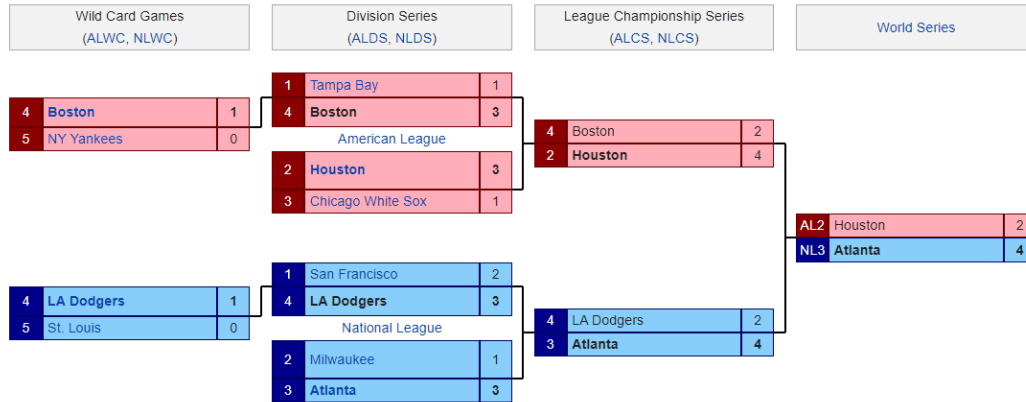 Wild Card Games
(ALWC, NLWC)
Division Series
(ALDS, NLDS)
League Championship Series
(ALCS, NLCS)
World Series
4 Boston 1
5 NY Yankees 0
1 Tampa Bay 1
4 Boston 3
American League
2 Houston 3
3 Chicago White Sox 1
4 Boston 2
2 Houston 4
AL2 Houston 2
NL3 Atlanta 4
4 LA Dodgers 1
5 St. Louis 0
1 San Francisco 2
4 LA Dodgers 3
National League
2 Milwaukee 1
3 Atlanta 3
4 LA Dodgers 2
3 Atlanta 4